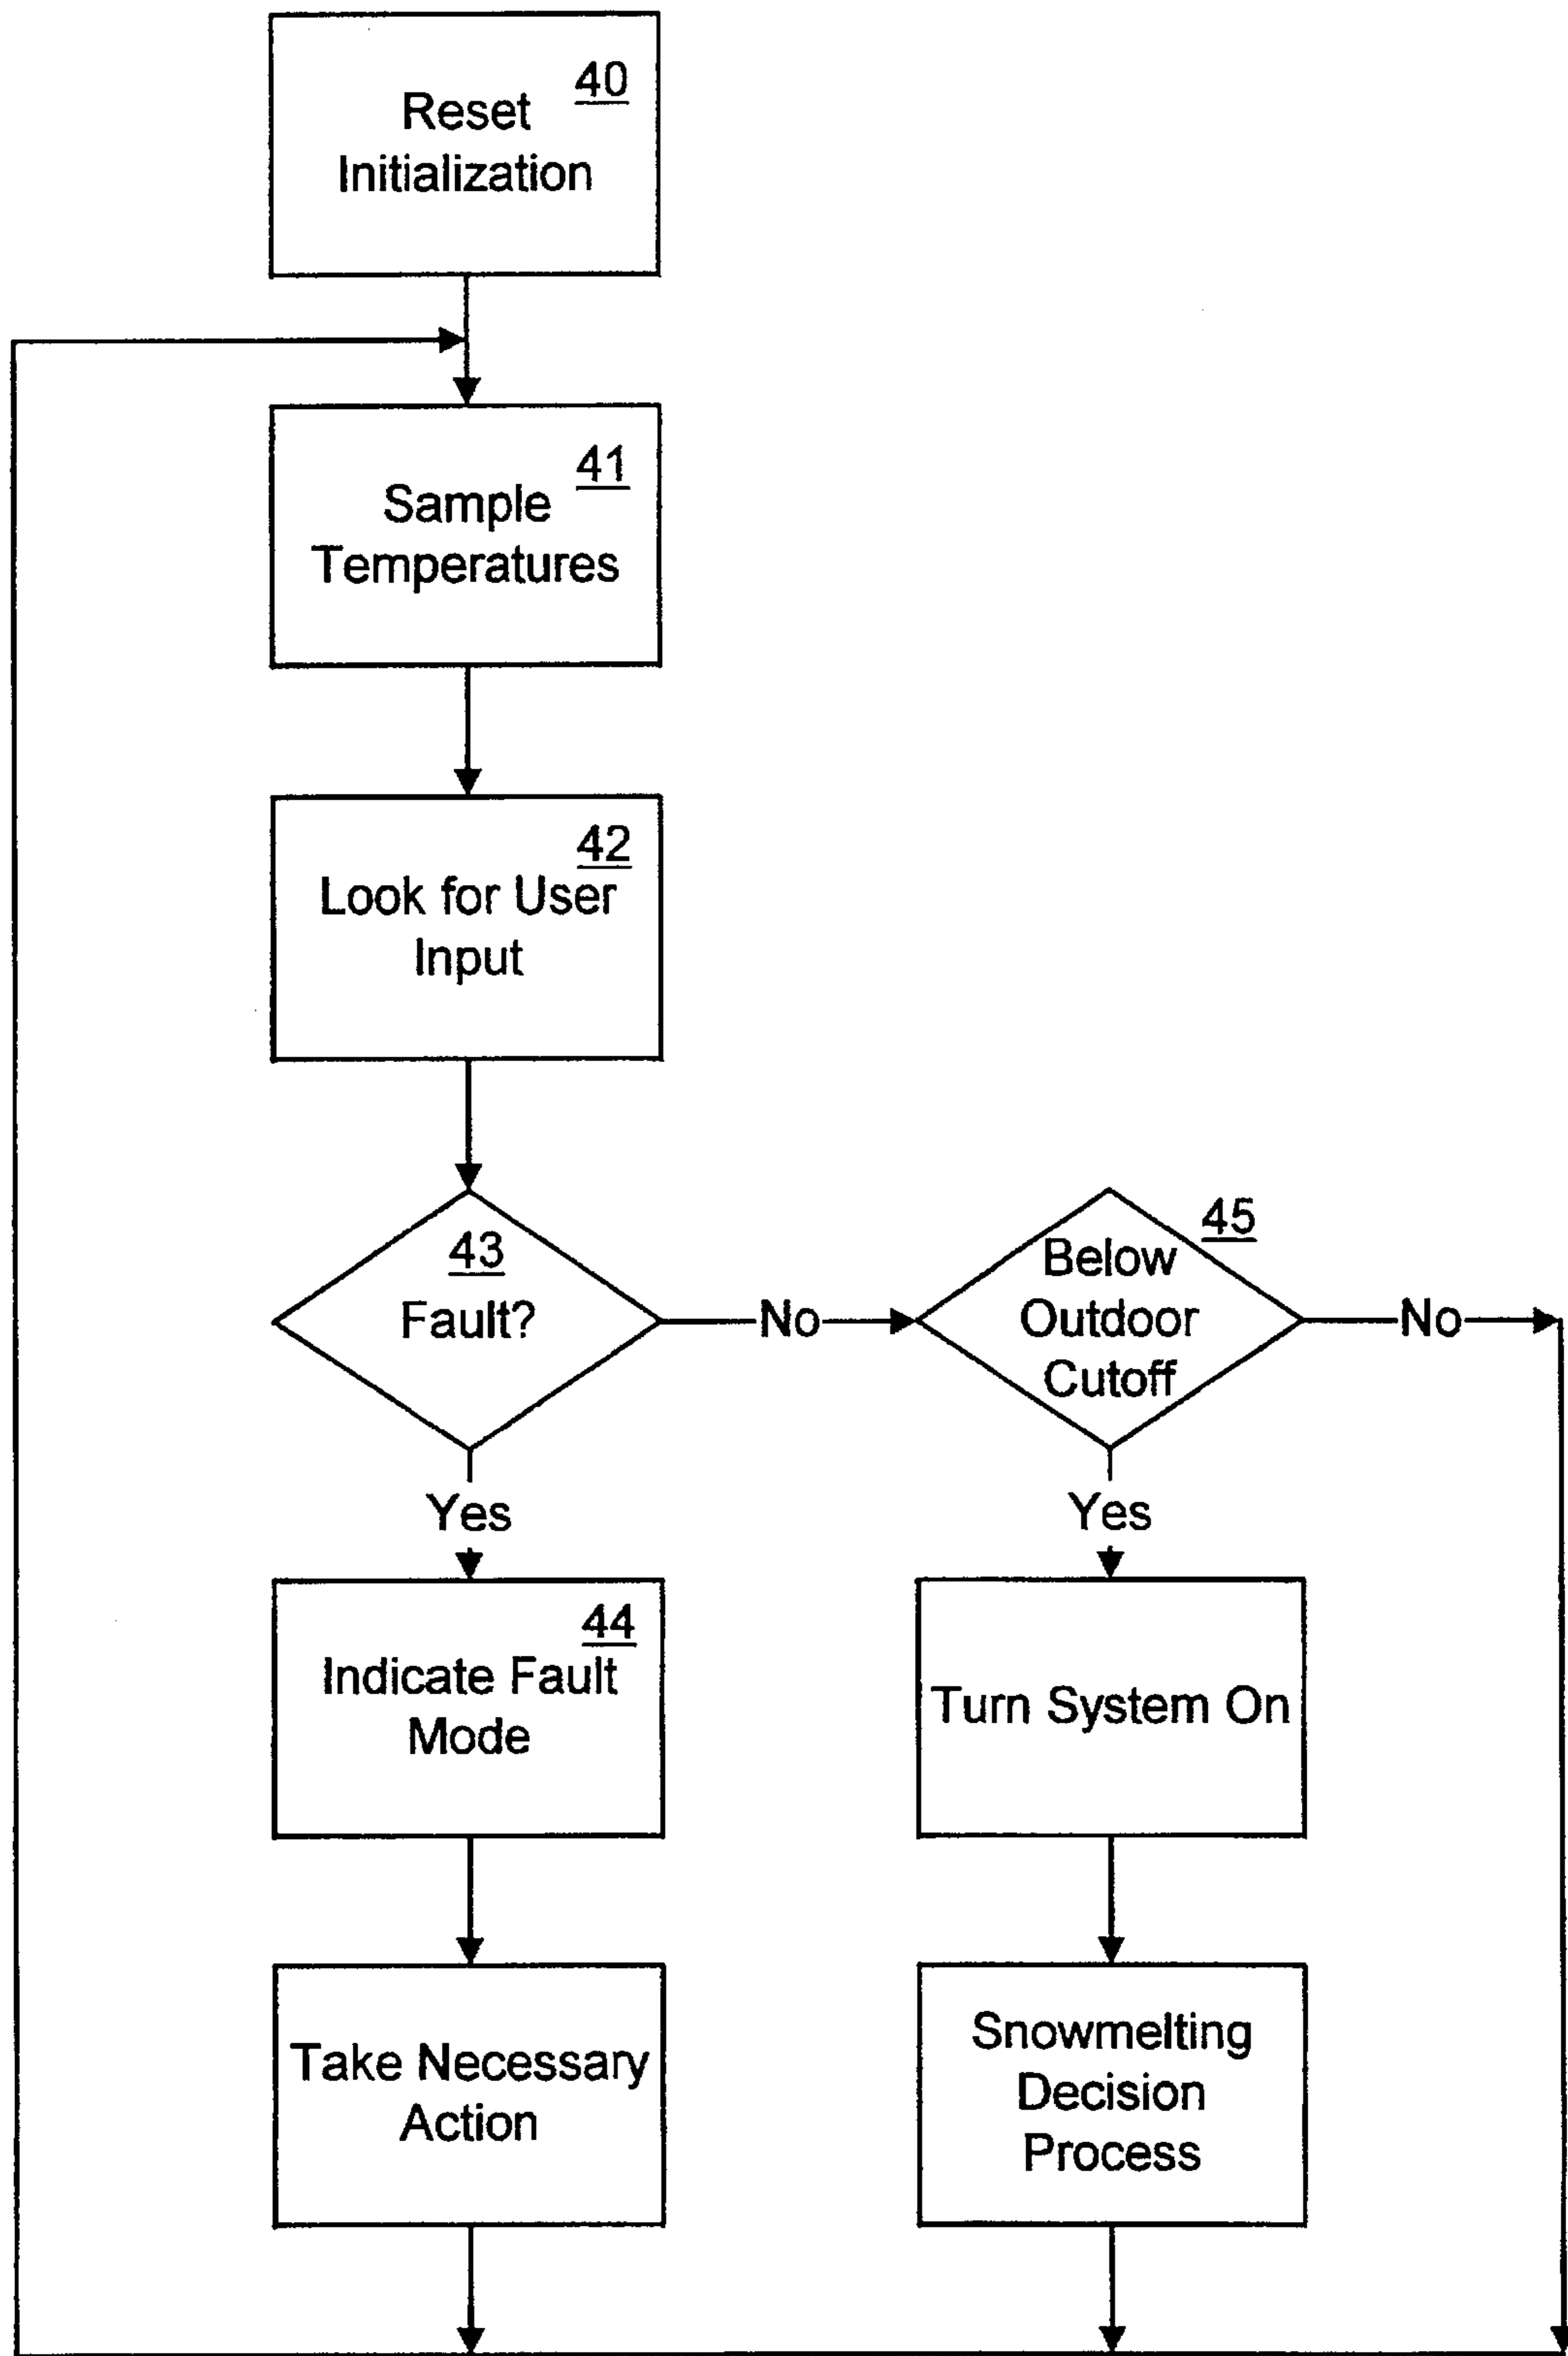 40
Reset
Initialization
41
Sample
Temperatures
42
Look for User
Input
43
Fault?
No
45
Below
Outdoor
Cutoff
No
Yes
Yes
44
Indicate Fault
Mode
Turn System On
Take Necessary
Action
Snowmelting
Decision
Process